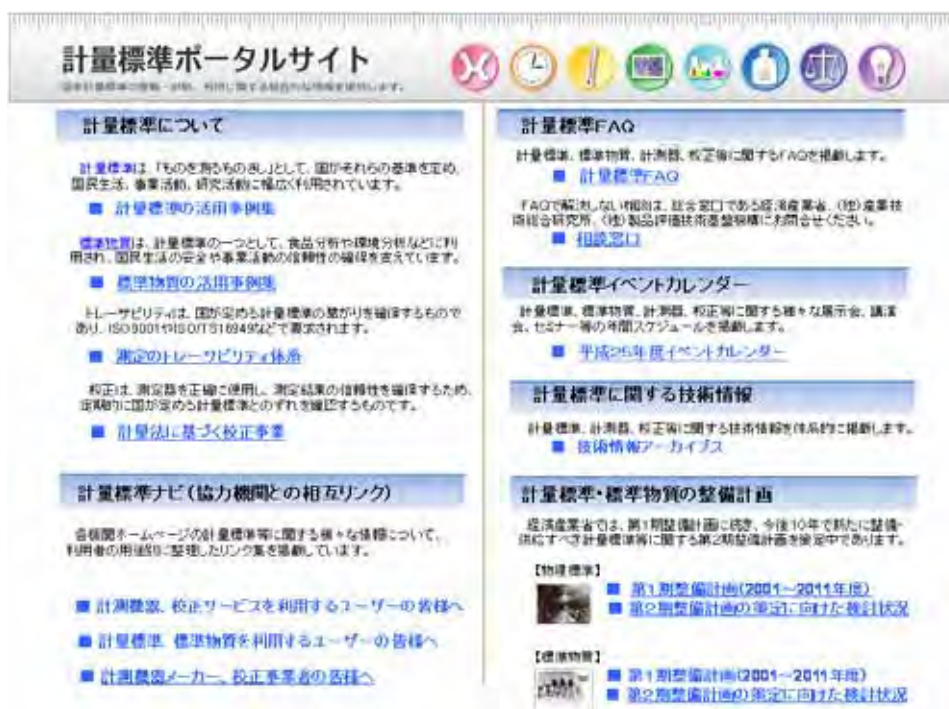 計量標準ポータルサイト
計量標準について
計量標準は、「ものを測るものさし」として、国がそれらの基準を定め、
国民生活、事業活動、研究活動に幅広く利用されています。
■ 計量標準の活用事例集
標準物質は、計量標準の一つとして、食品分析や環境分析などに利
用され、国民生活の安全や事業活動の信頼性の確保を支えています。
■ 標準物質の活用事例集
トレーサビリティは、国が定める計量標準の繋がりを確保するもので
あり、ISO9001やISO/TS16949などで要求されます。
■ 測定のトレーサビリティ体系
校正は、測定器を正確に使用し、測定結果の信頼性を確保するため、
定期的に国が定める計量標準とのずれを確認するものです。
■ 計量法に基づく校正事業
計量標準ナビ(協力機関との相互リンク)
各機関ホームページの計量標準等に関する様々な情報について、
利用者の用途別に整理したリンク集を掲載しています。
■ 計測機器、校正サービスを利用するユーザーの皆様へ
■ 計量標準、標準物質を利用するユーザーの皆様へ
■ 計測機器メーカー、校正事業者の皆様へ
計量標準FAQ
計量標準、標準物質、計測器、校正等に関するFAQを掲載します。
■ 計量標準FAQ
FAQで解決しない相談は、総合窓口である経済産業省、(独)産業技
術総合研究所、(独)製品評価技術基盤機構にお問合せください。
■ 相談窓口
計量標準イベントカレンダー
計量標準、標準物質、計測器、校正等に関する様々な展示会、講演
会、セミナー等の年間スケジュールを掲載します。
■ 平成25年度イベントカレンダー
計量標準に関する技術情報
計量標準、計測器、校正等に関する技術情報を体系的に掲載します。
■ 技術情報アーカイブス
計量標準・標準物質の整備計画
経済産業省では、第1期整備計画に続き、今後10年で新たに整備・
供給すべき計量標準等に関する第2期整備計画を策定中であります。
【物理標準】
■ 第1期整備計画(2001～2011年度)
■ 第2期整備計画の策定に向けた検討状況
【標準物質】
■ 第1期整備計画(2001～2011年度)
■ 第2期整備計画の策定に向けた検討状況